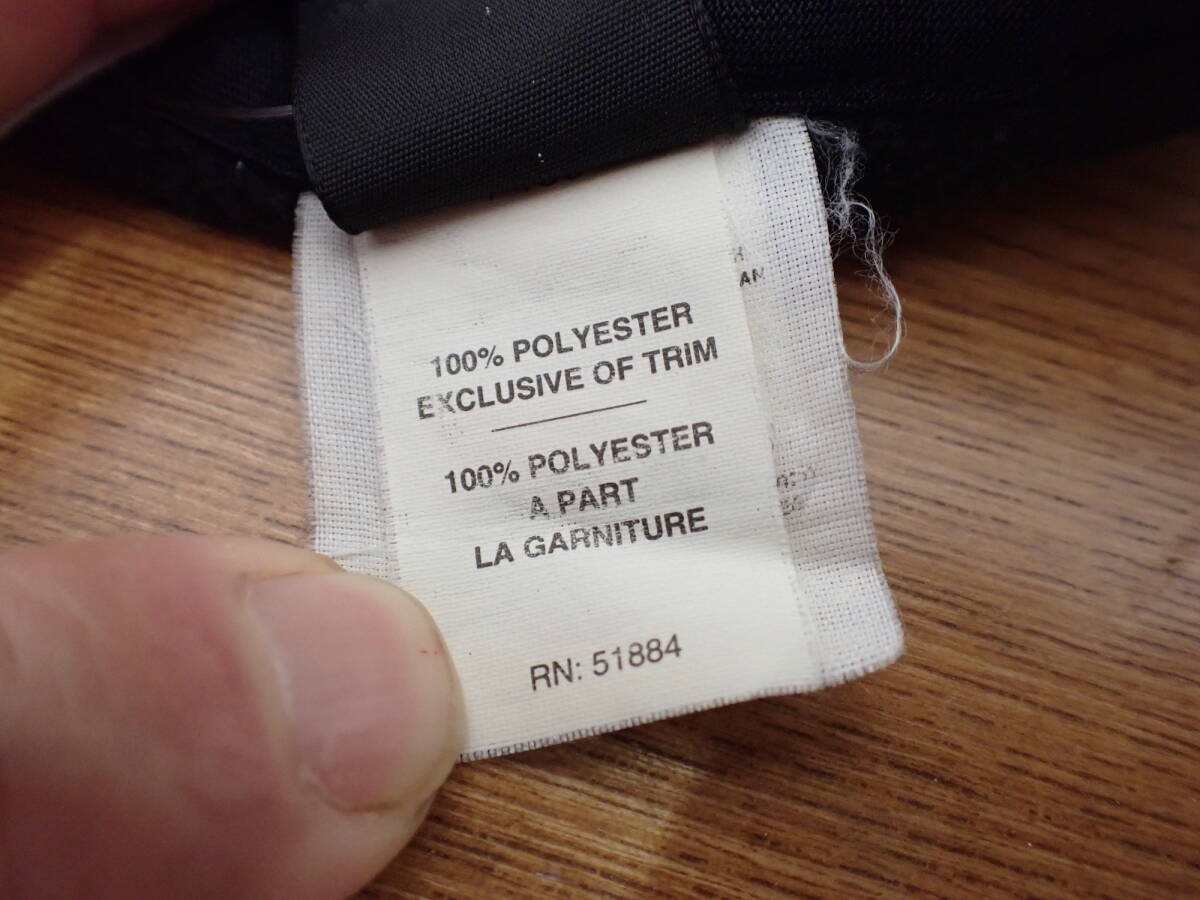 100% POLYESTER
EXCLUSIVE OF TRIM
100% POLYESTER
A PART
LA GARNITURE
RN: 51884